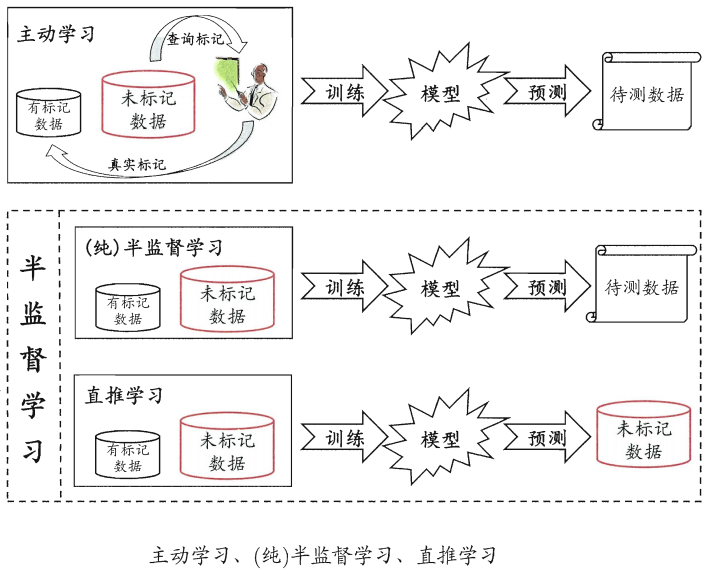 主动学习
查询标记
有标记
数据
未标记
数据
真实标记
训练
模型
预测
待测数据
半监督学习
(纯)半监督学习
有标记
数据
未标记
数据
训练
模型
预测
待测数据
直推学习
有标记
数据
未标记
数据
训练
模型
预测
未标记
数据
主动学习、(纯)半监督学习、直推学习